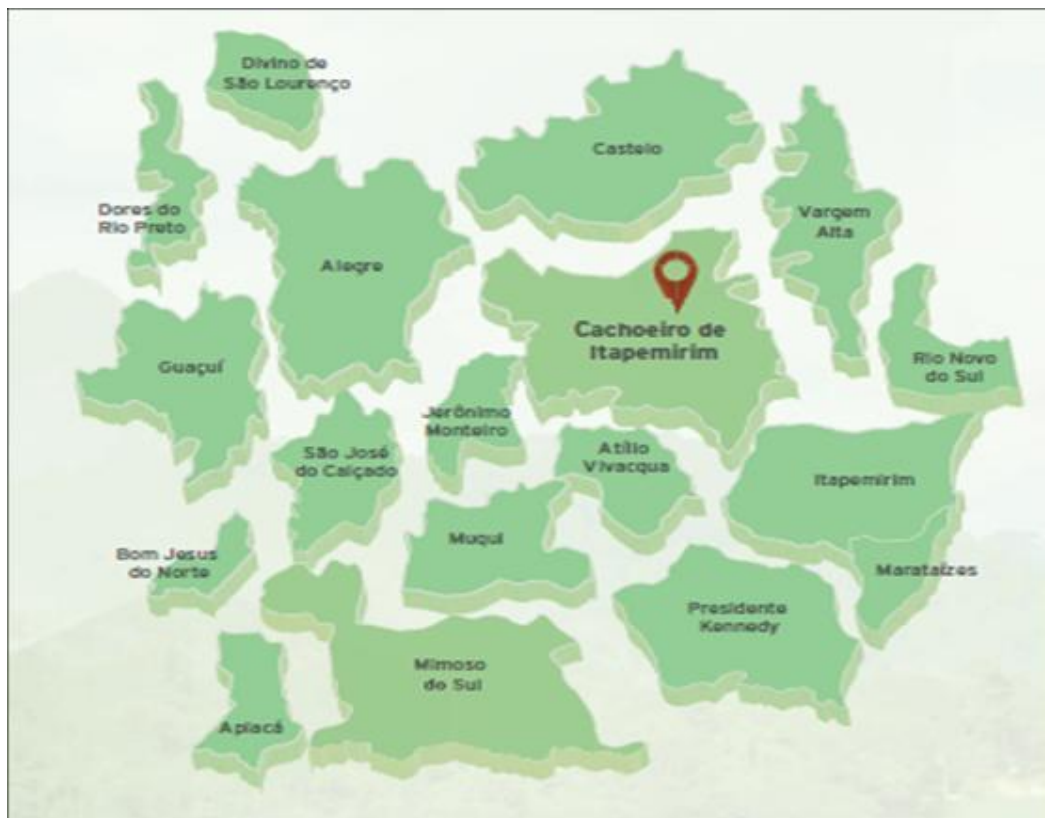 Divino de
São Lourenço
Castelo
Dores do
Rio Preto
Vargem
Alta
Alegre
Cachoeiro de
Itapemirim
Guaçuí
Rio Novo
do Sul
Jerônimo
Monteiro
São José
do Calçado
Atílio
Vivacqua
Itapemirim
Muqui
Bom Jesus
do Norte
Marataízes
Presidente
Kennedy
Mimoso
do Sul
Apiacá